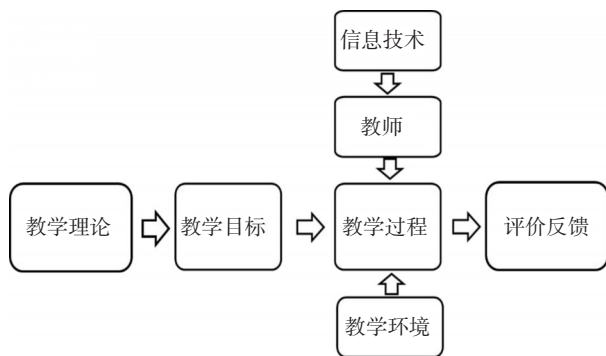 信息技术
教师
教学理论
教学目标
教学过程
评价反馈
教学环境